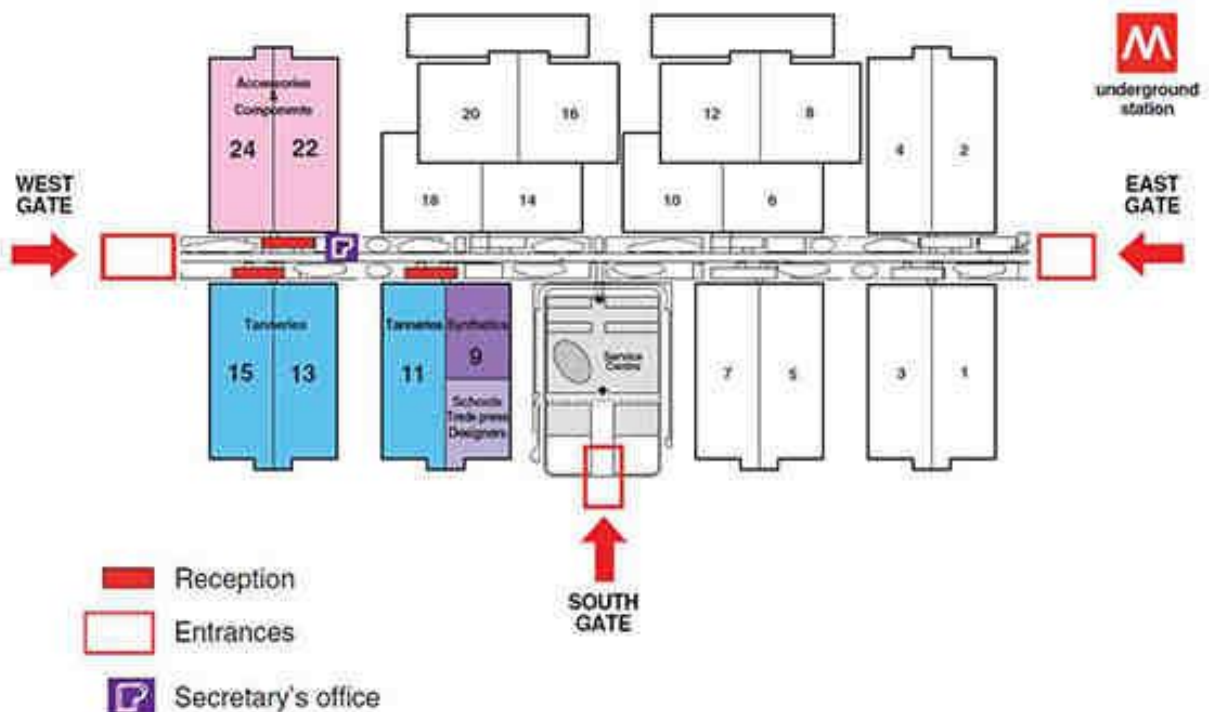 M
underground
station
Accessories
&
Components
24
22
20
16
12
8
4
2
18
14
10
6
WEST
GATE
EAST
GATE
Tanneries
15
13
Tanneries
11
Synthetics
9
Schools
Trade press
Designers
Service
Centre
7
5
3
1
SOUTH
GATE
Reception
Entrances
Secretary's office